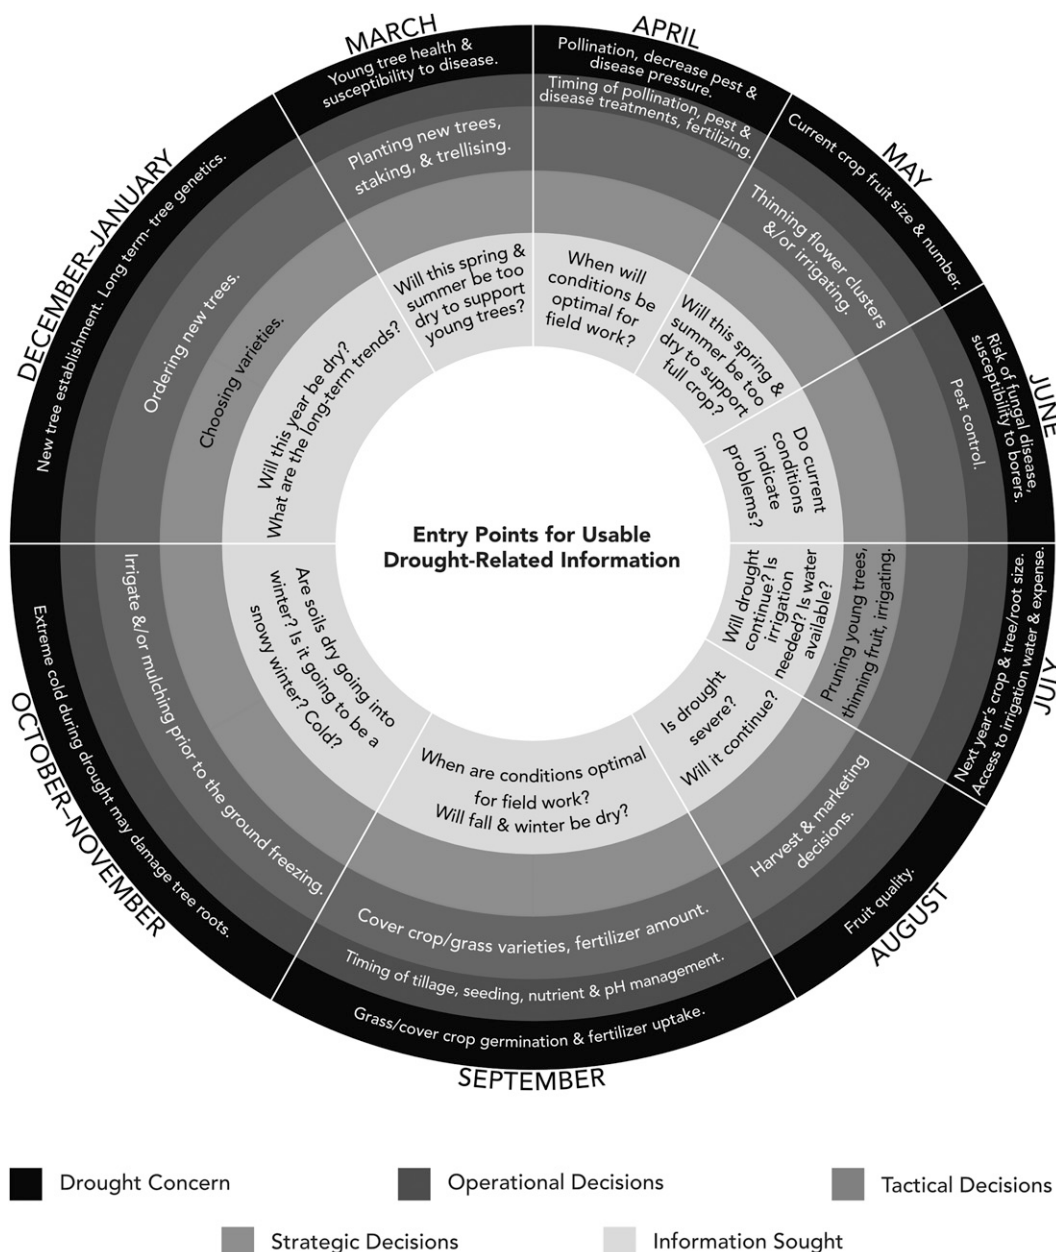 MARCH
Young tree health &
susceptibility to disease.
Planting new trees,
staking, & trellising.
Will this spring &
summer be too
dry to support
young trees?
APRIL
Pollination, decrease pest &
disease pressure.
Timing of pollination, pest &
disease treatments, fertilizing.
When will
conditions be
optimal for
field work?
MAY
Current crop fruit size & number.
Thinning flower clusters
&/or irrigating.
Will this spring &
summer be too
dry to support
full crop?
JUNE
Risk of fungal disease,
susceptibility to borers.
Pest control.
Do current
conditions
indicate
problems?
JULY
Next year's crop & tree/root size.
Access to irrigation water & expense.
Pruning young trees,
thinning fruit, irrigating.
Will drought
continue? Is
irrigation
needed? Is water
available?
AUGUST
Fruit quality.
Harvest & marketing
decisions.
Is drought
severe?
Will it continue?
SEPTEMBER
Grass/cover crop germination & fertilizer uptake.
Timing of tillage, seeding, nutrient & pH management.
Cover crop/grass varieties, fertilizer amount.
When are conditions optimal
for field work?
Will fall & winter be dry?
OCTOBER–NOVEMBER
Extreme cold during drought may damage tree roots.
Irrigate &/or mulching prior to the ground freezing.
Are soils dry going into
winter? Is it going to be a
snowy winter? Cold?
DECEMBER–JANUARY
New tree establishment. Long term- tree genetics.
Ordering new trees.
Choosing varieties.
Will this year be dry?
What are the long-term trends?
Entry Points for Usable
Drought-Related Information
Drought Concern
Operational Decisions
Tactical Decisions
Strategic Decisions
Information Sought